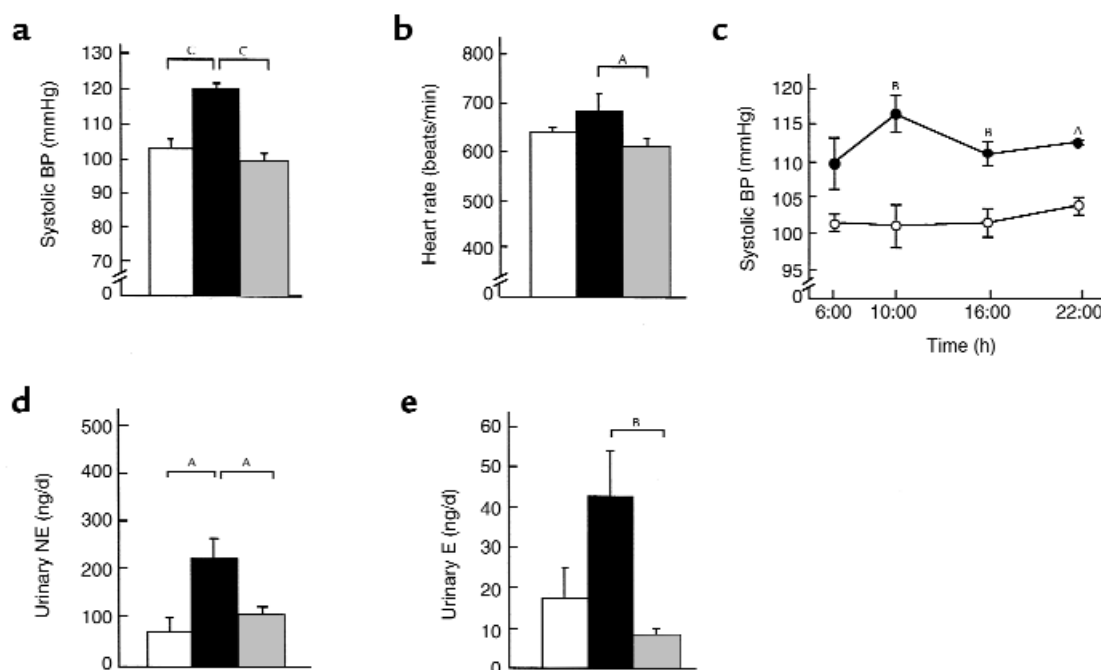 a
Systolic BP (mmHg)
130
120
110
100
90
80
70
0
C C
b
Heart rate (beats/min)
800
700
600
500
400
0
A
c
Systolic BP (mmHg)
120
115
110
105
100
95
0
B
B
A
6:00 10:00 16:00 22:00
Time (h)
d
Urinary NE (ng/d)
500
400
300
200
100
0
A A
e
Urinary E (ng/d)
60
50
40
30
20
10
0
B